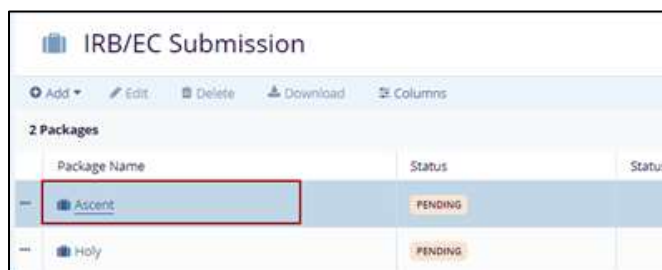 IRB/EC Submission
Add Edit Delete Download Columns
2 Packages
Package Name Status Statu
Ascent PENDING
Holy PENDING